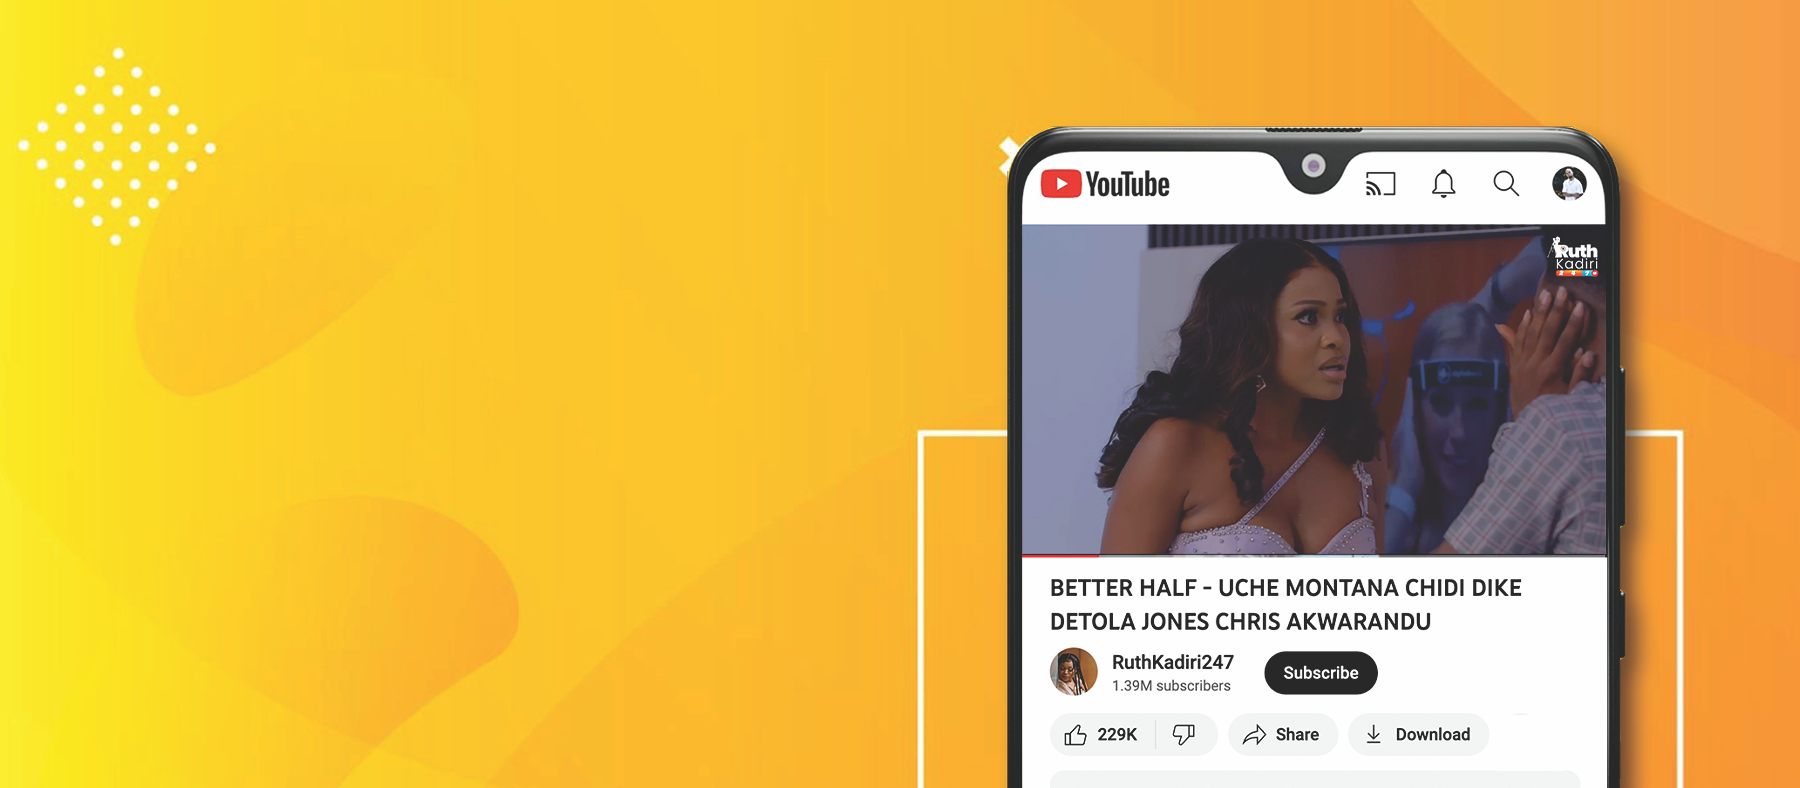 YouTube
Ruth
Kadiri
247
BETTER HALF - UCHE MONTANA CHIDI DIKE
DETOLA JONES CHRIS AKWARANDU
RuthKadiri247
1.39M subscribers
Subscribe
229K
Share
Download